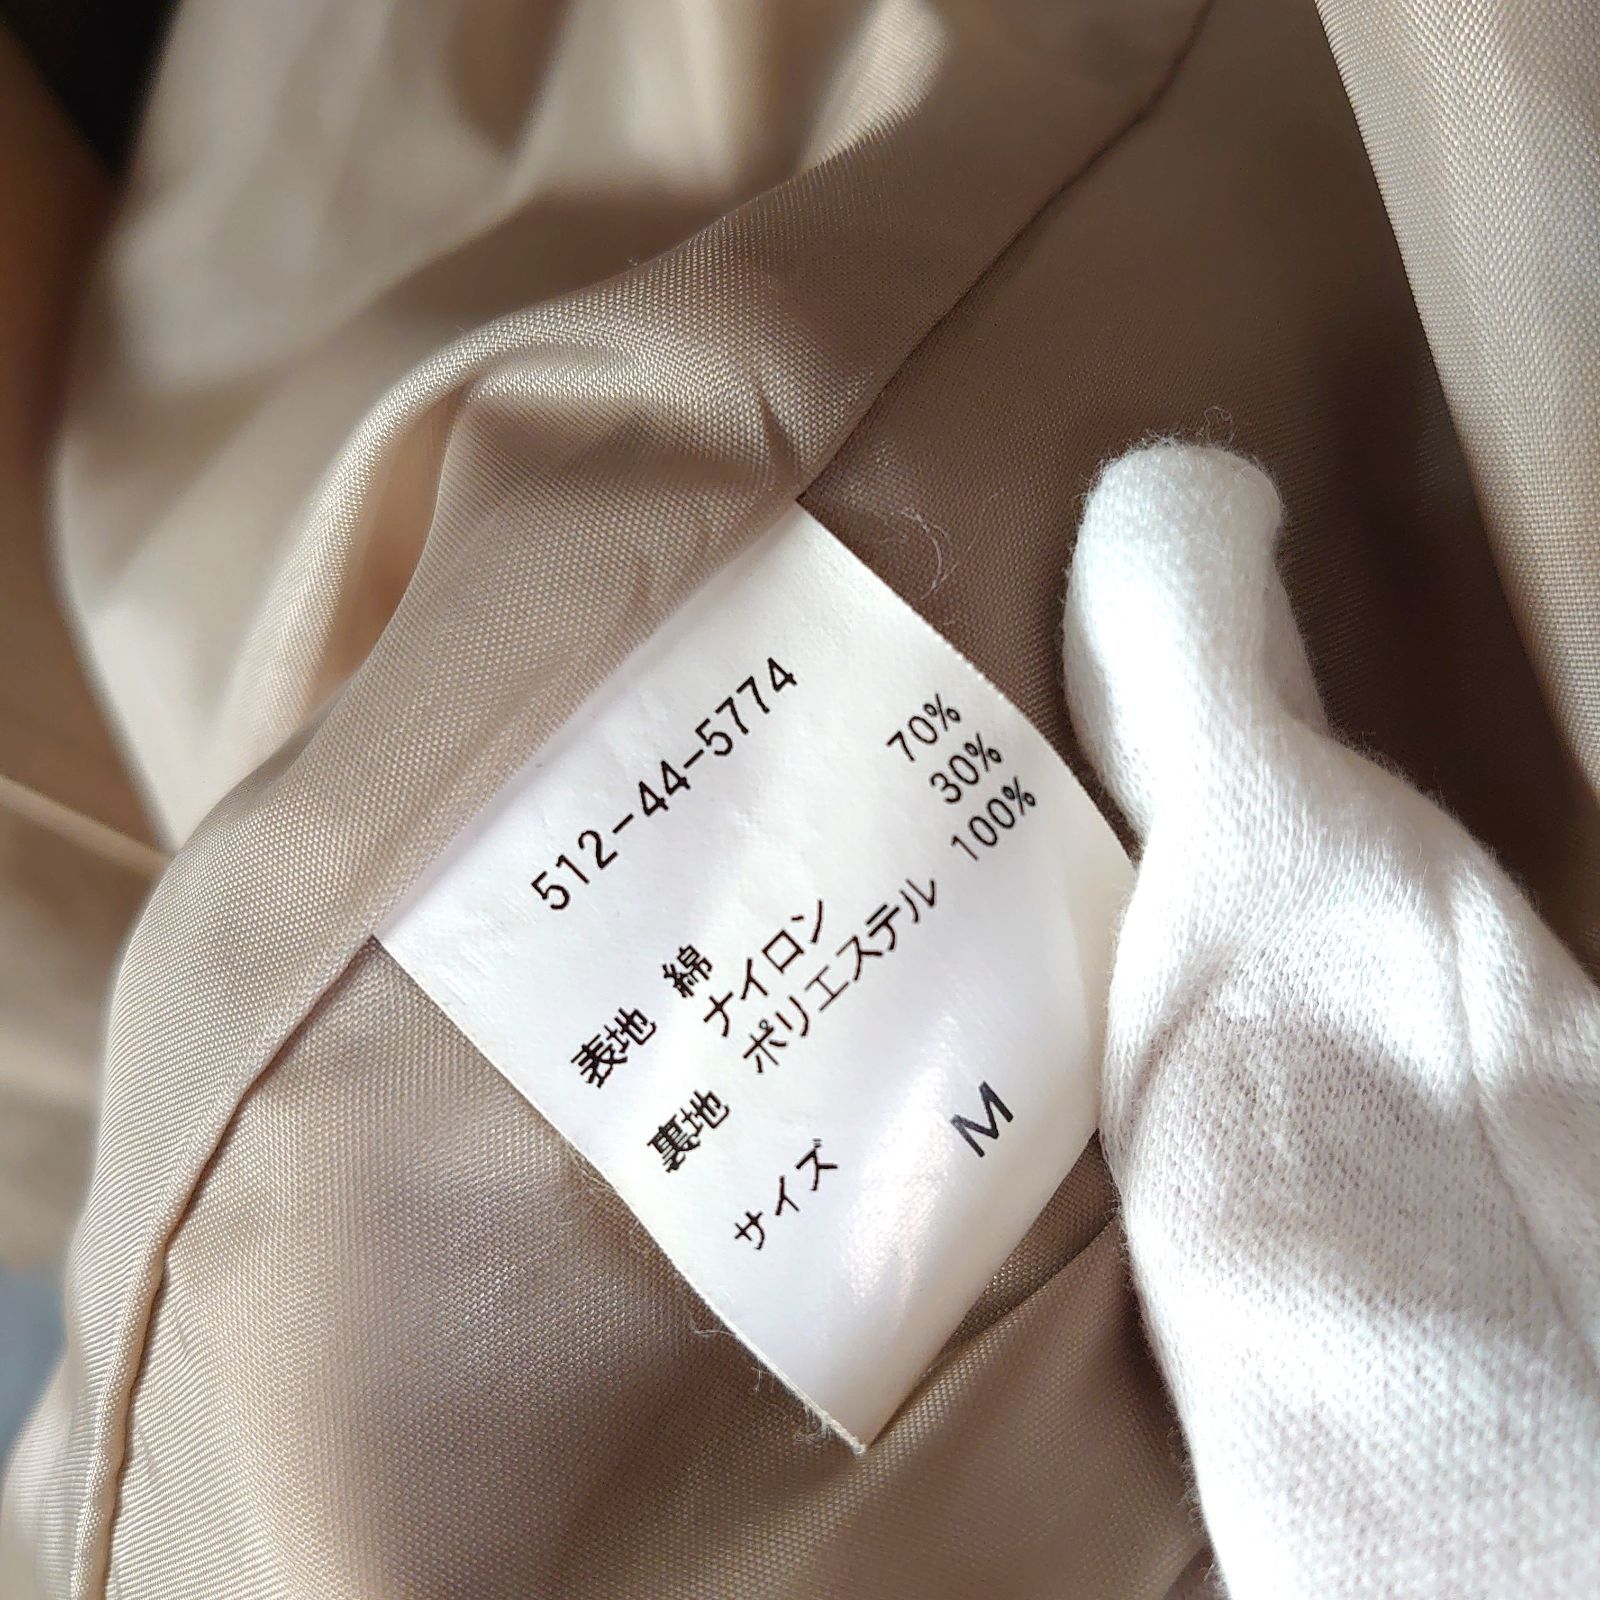 512-44-5774
表地 綿 70%
ナイロン 30%
裏地 ポリエステル 100%
サイズ M